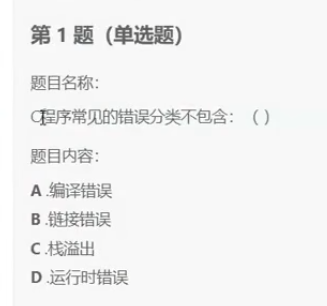 第 1 题（单选题）
题目名称：
C程序常见的错误分类不包含：（ ）
题目内容：
A .编译错误
B .链接错误
C .栈溢出
D .运行时错误